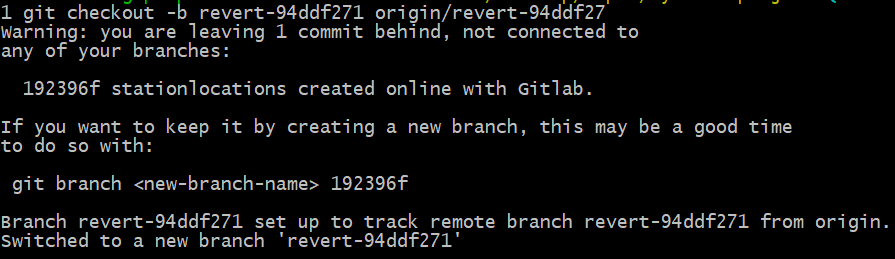 1 git checkout -b revert-94ddf271 origin/revert-94ddf27
Warning: you are leaving 1 commit behind, not connected to
any of your branches:
192396f stationlocations created online with Gitlab.
If you want to keep it by creating a new branch, this may be a good time
to do so with:
git branch <new-branch-name> 192396f
Branch revert-94ddf271 set up to track remote branch revert-94ddf271 from origin.
Switched to a new branch 'revert-94ddf271'